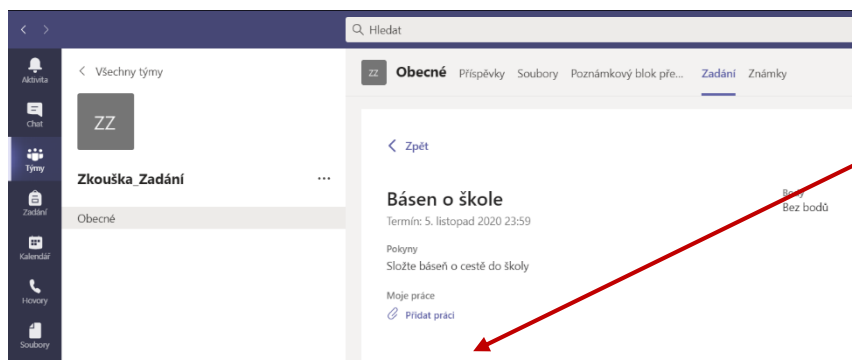 Hledat
Aktivita
Chat
Týmy
Zadání
Kalendář
Hovory
Soubory
Všechny týmy
ZZ
Zkouška_Zadání
...
Obecné
ZZ Obecné Příspěvky Soubory Poznámkový blok pře... Zadání Známky
Zpět
Básen o škole
Termín: 5. listopad 2020 23:59
Pokyny
Složte báseň o cestě do školy
Moje práce
Přidat práci
Body
Bez bodů